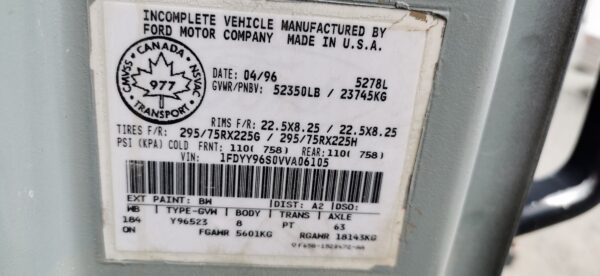 INCOMPLETE VEHICLE MANUFACTURED BY
FORD MOTOR COMPANY MADE IN U.S.A.
CANADA
CMVSS
NSVAC
977
TRANSPORT
DATE: 04/96 5278L
GVWR/PNBV: 52350LB / 23745KG
RIMS F/R: 22.5X8.25 / 22.5X8.25
TIRES F/R: 295/75RX225G / 295/75RX225H
PSI (KPA) COLD FRNT: 110( 758) REAR: 110( 758)
VIN: 1FDYY96S0VVA06105
EXT PAINT: BW DIST: A2 DSO:
WB TYPE-GVW BODY TRANS AXLE
184 Y96523 8 PT 63
ON FGAWR 5601KG RGAWR 18143KG